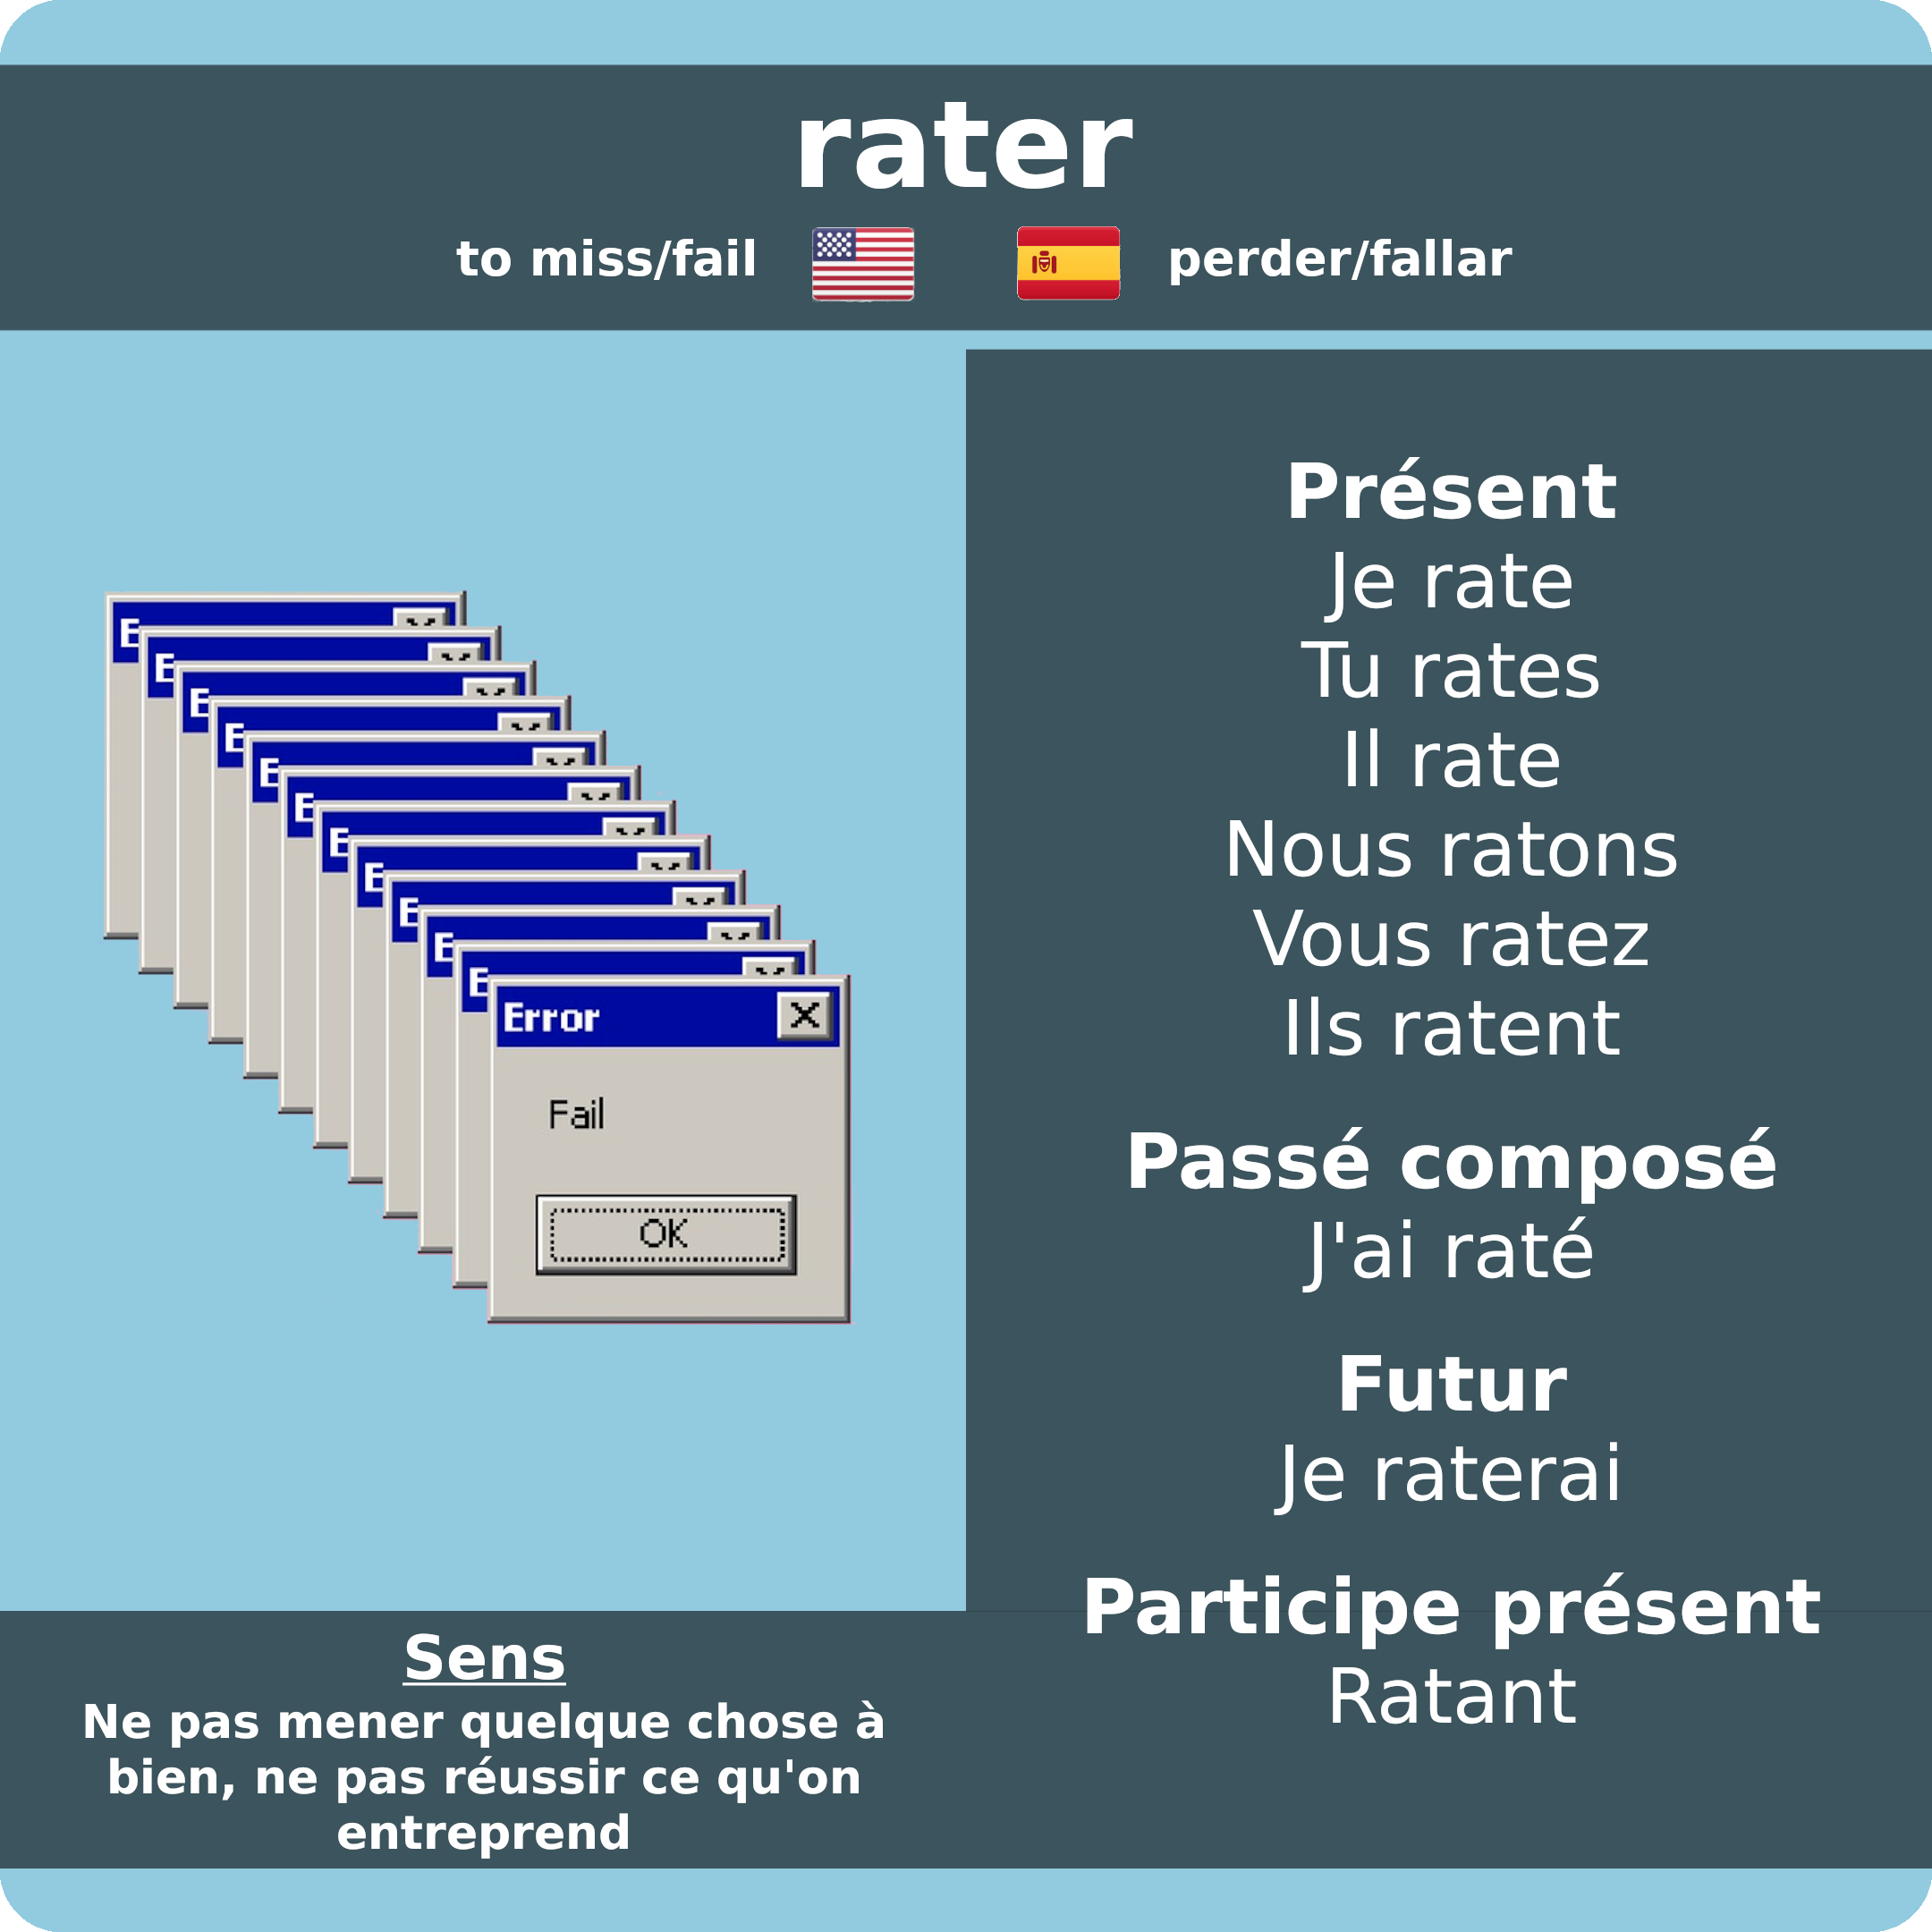 rater
to miss/fail
perder/fallar
E
E
E
E
E
E
E
E
E
E
E
Error
Fail
OK
Présent
Je rate
Tu rates
Il rate
Nous ratons
Vous ratez
Ils ratent
Passé composé
J'ai raté
Futur
Je raterai
Participe présent
Ratant
Sens
Ne pas mener quelque chose à
bien, ne pas réussir ce qu'on
entreprend